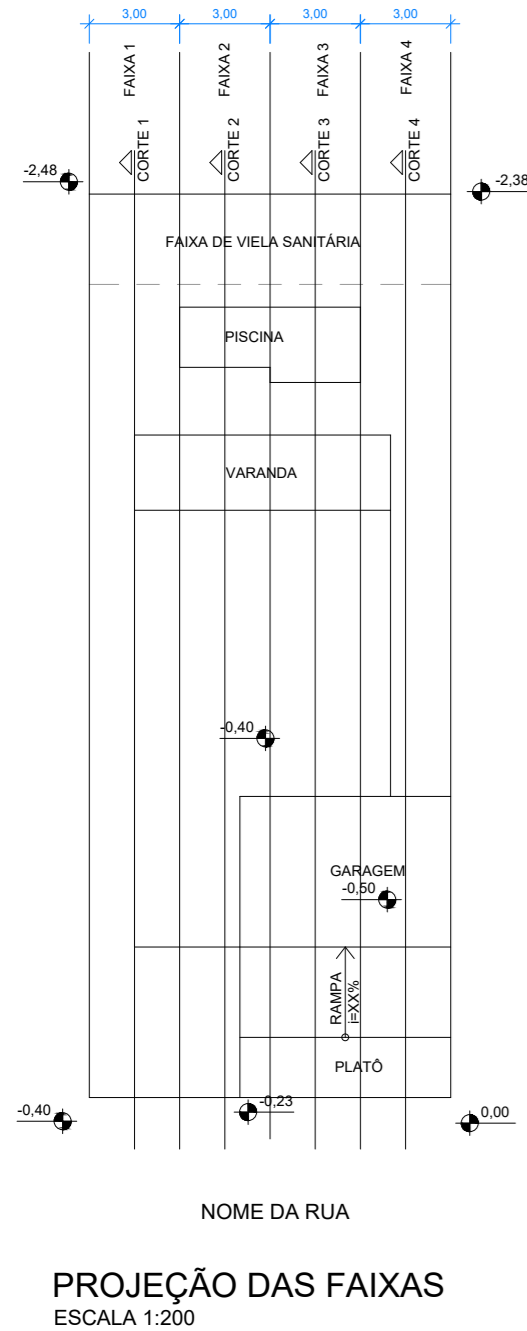 3,00 3,00 3,00 3,00
FAIXA 1 FAIXA 2 FAIXA 3 FAIXA 4
CORTE 1 CORTE 2 CORTE 3 CORTE 4
-2,48
-2,38
FAIXA DE VIELA SANITÁRIA
PISCINA
VARANDA
-0,40
GARAGEM
-0,50
RAMPA
i=XX%
PLATÔ
-0,40
-0,23
0,00
NOME DA RUA
PROJEÇÃO DAS FAIXAS
ESCALA 1:200